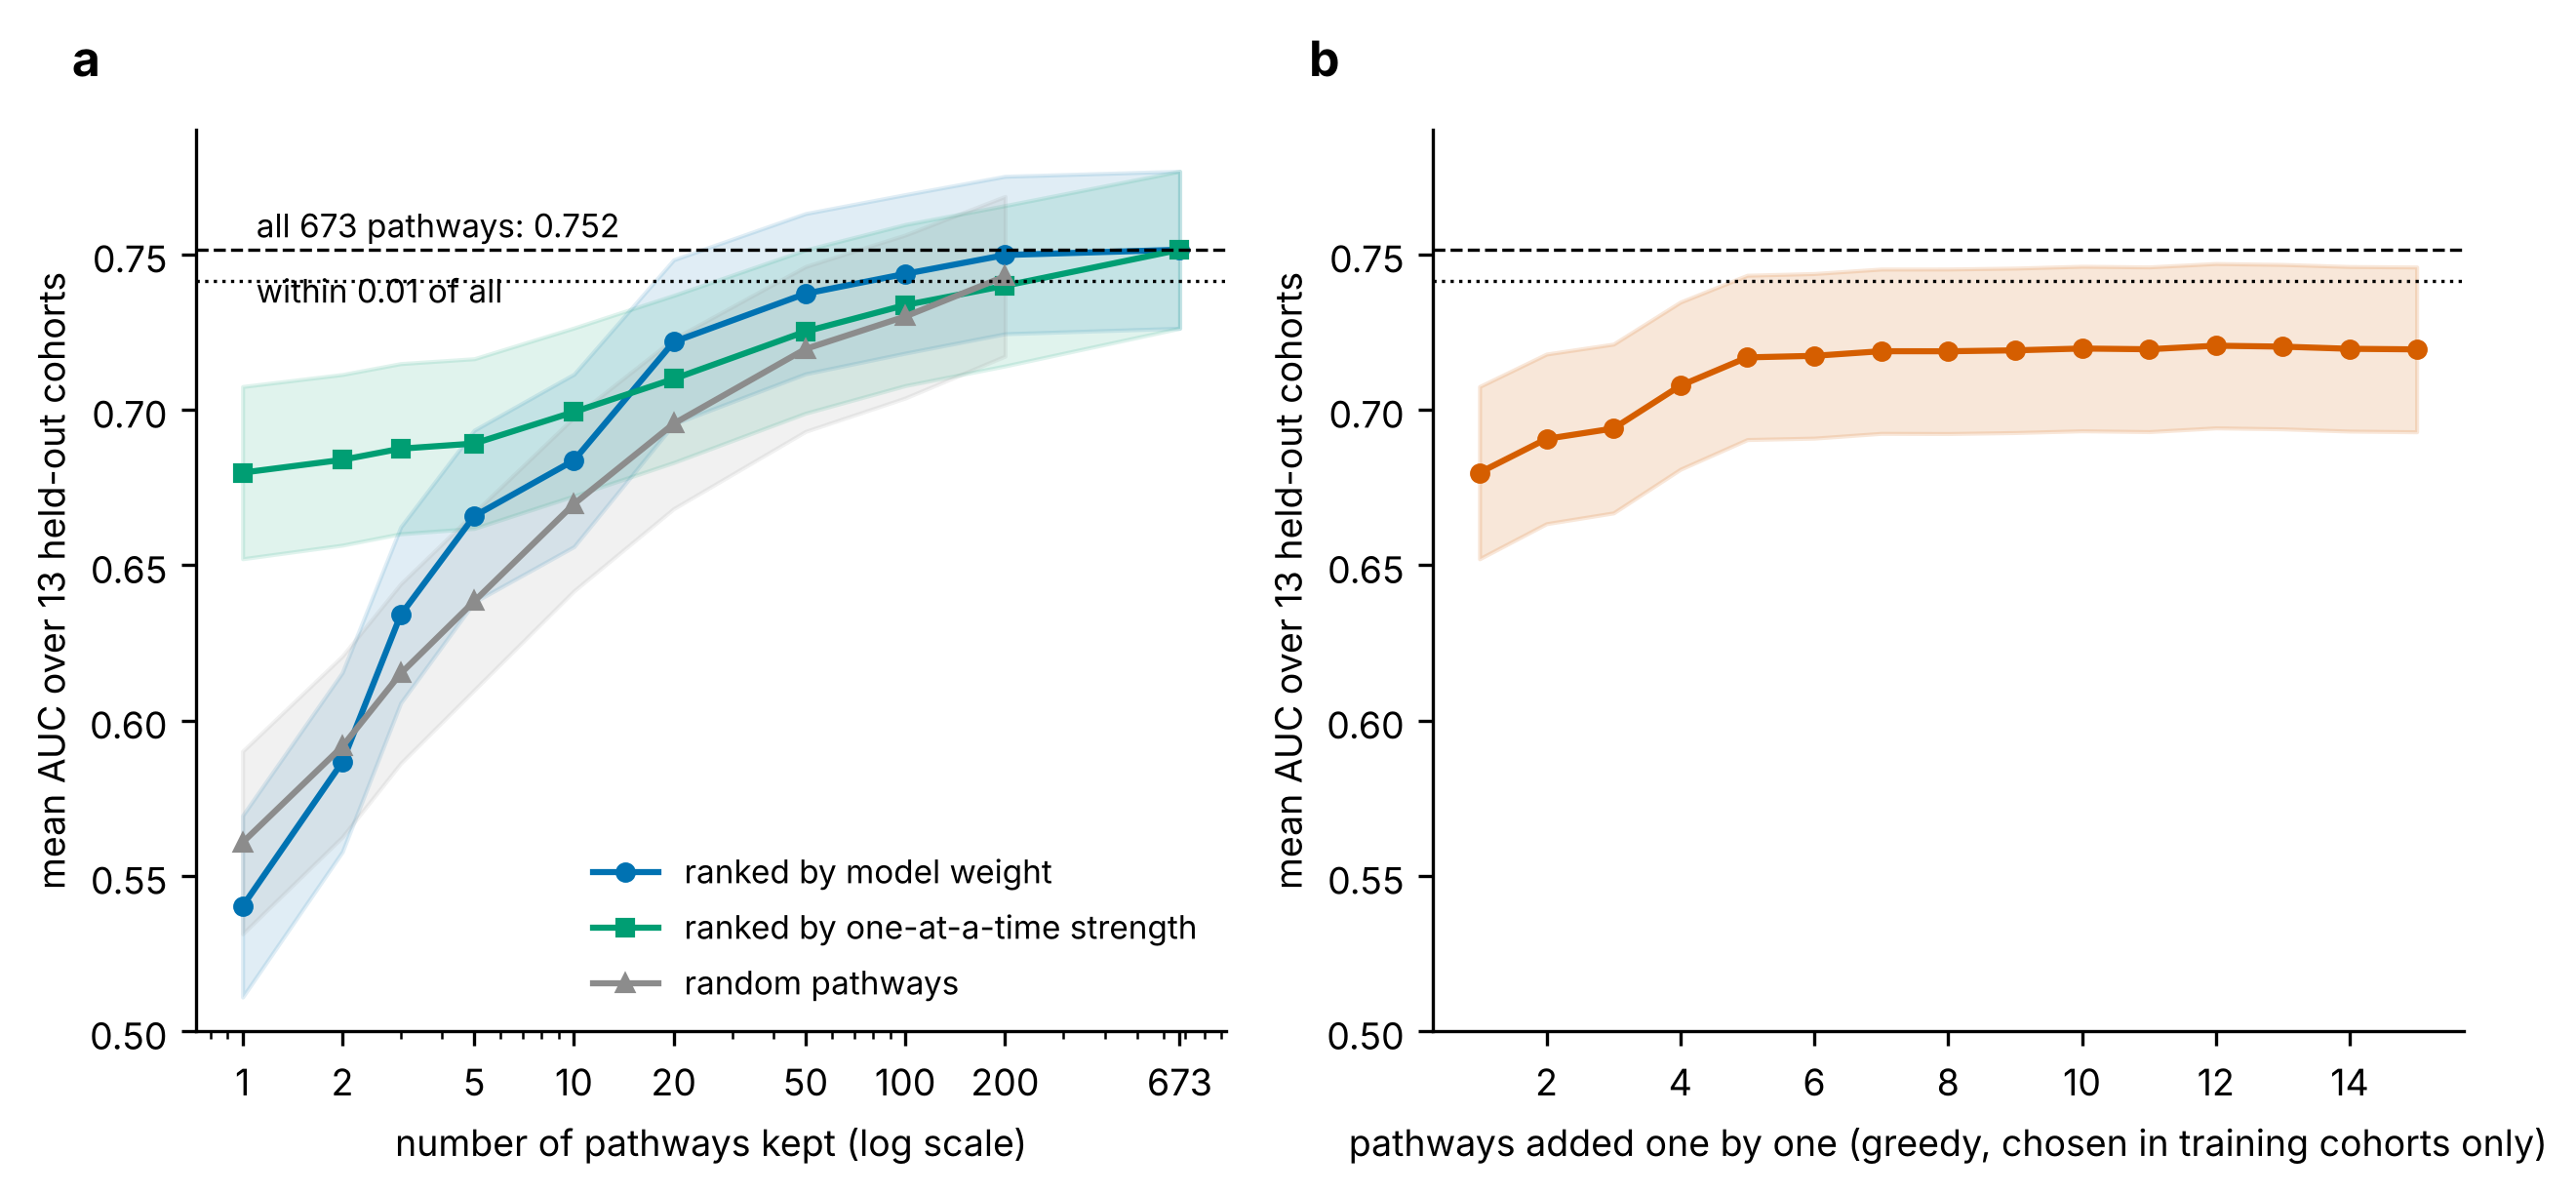 a
mean AUC over 13 held-out cohorts
0.75
0.70
0.65
0.60
0.55
0.50
all 673 pathways: 0.752
within 0.01 of all
ranked by model weight
ranked by one-at-a-time strength
random pathways
1 2 5 10 20 50 100 200 673
number of pathways kept (log scale)
b
mean AUC over 13 held-out cohorts
0.75
0.70
0.65
0.60
0.55
0.50
2 4 6 8 10 12 14
pathways added one by one (greedy, chosen in training cohorts only)